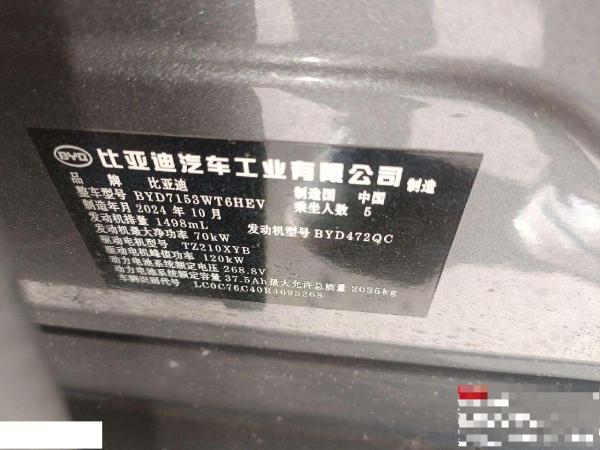 BYD 比亚迪汽车工业有限公司 制造
品牌 比亚迪 制造国 中国
整车型号 BYD7153WT6HEV 乘坐人数 5
制造年月 2024 年 10 月
发动机排量 1498mL 发动机型号 BYD472QC
发动机最大净功率 70kW
驱动电机型号 TZ210XYB
驱动电机峰值功率 120kW
动力电池系统额定电压 268.8V
动力电池系统额定容量 37.5Ah 最大允许总质量 2035kg
车辆识别代号 LC0C76C40R4693268